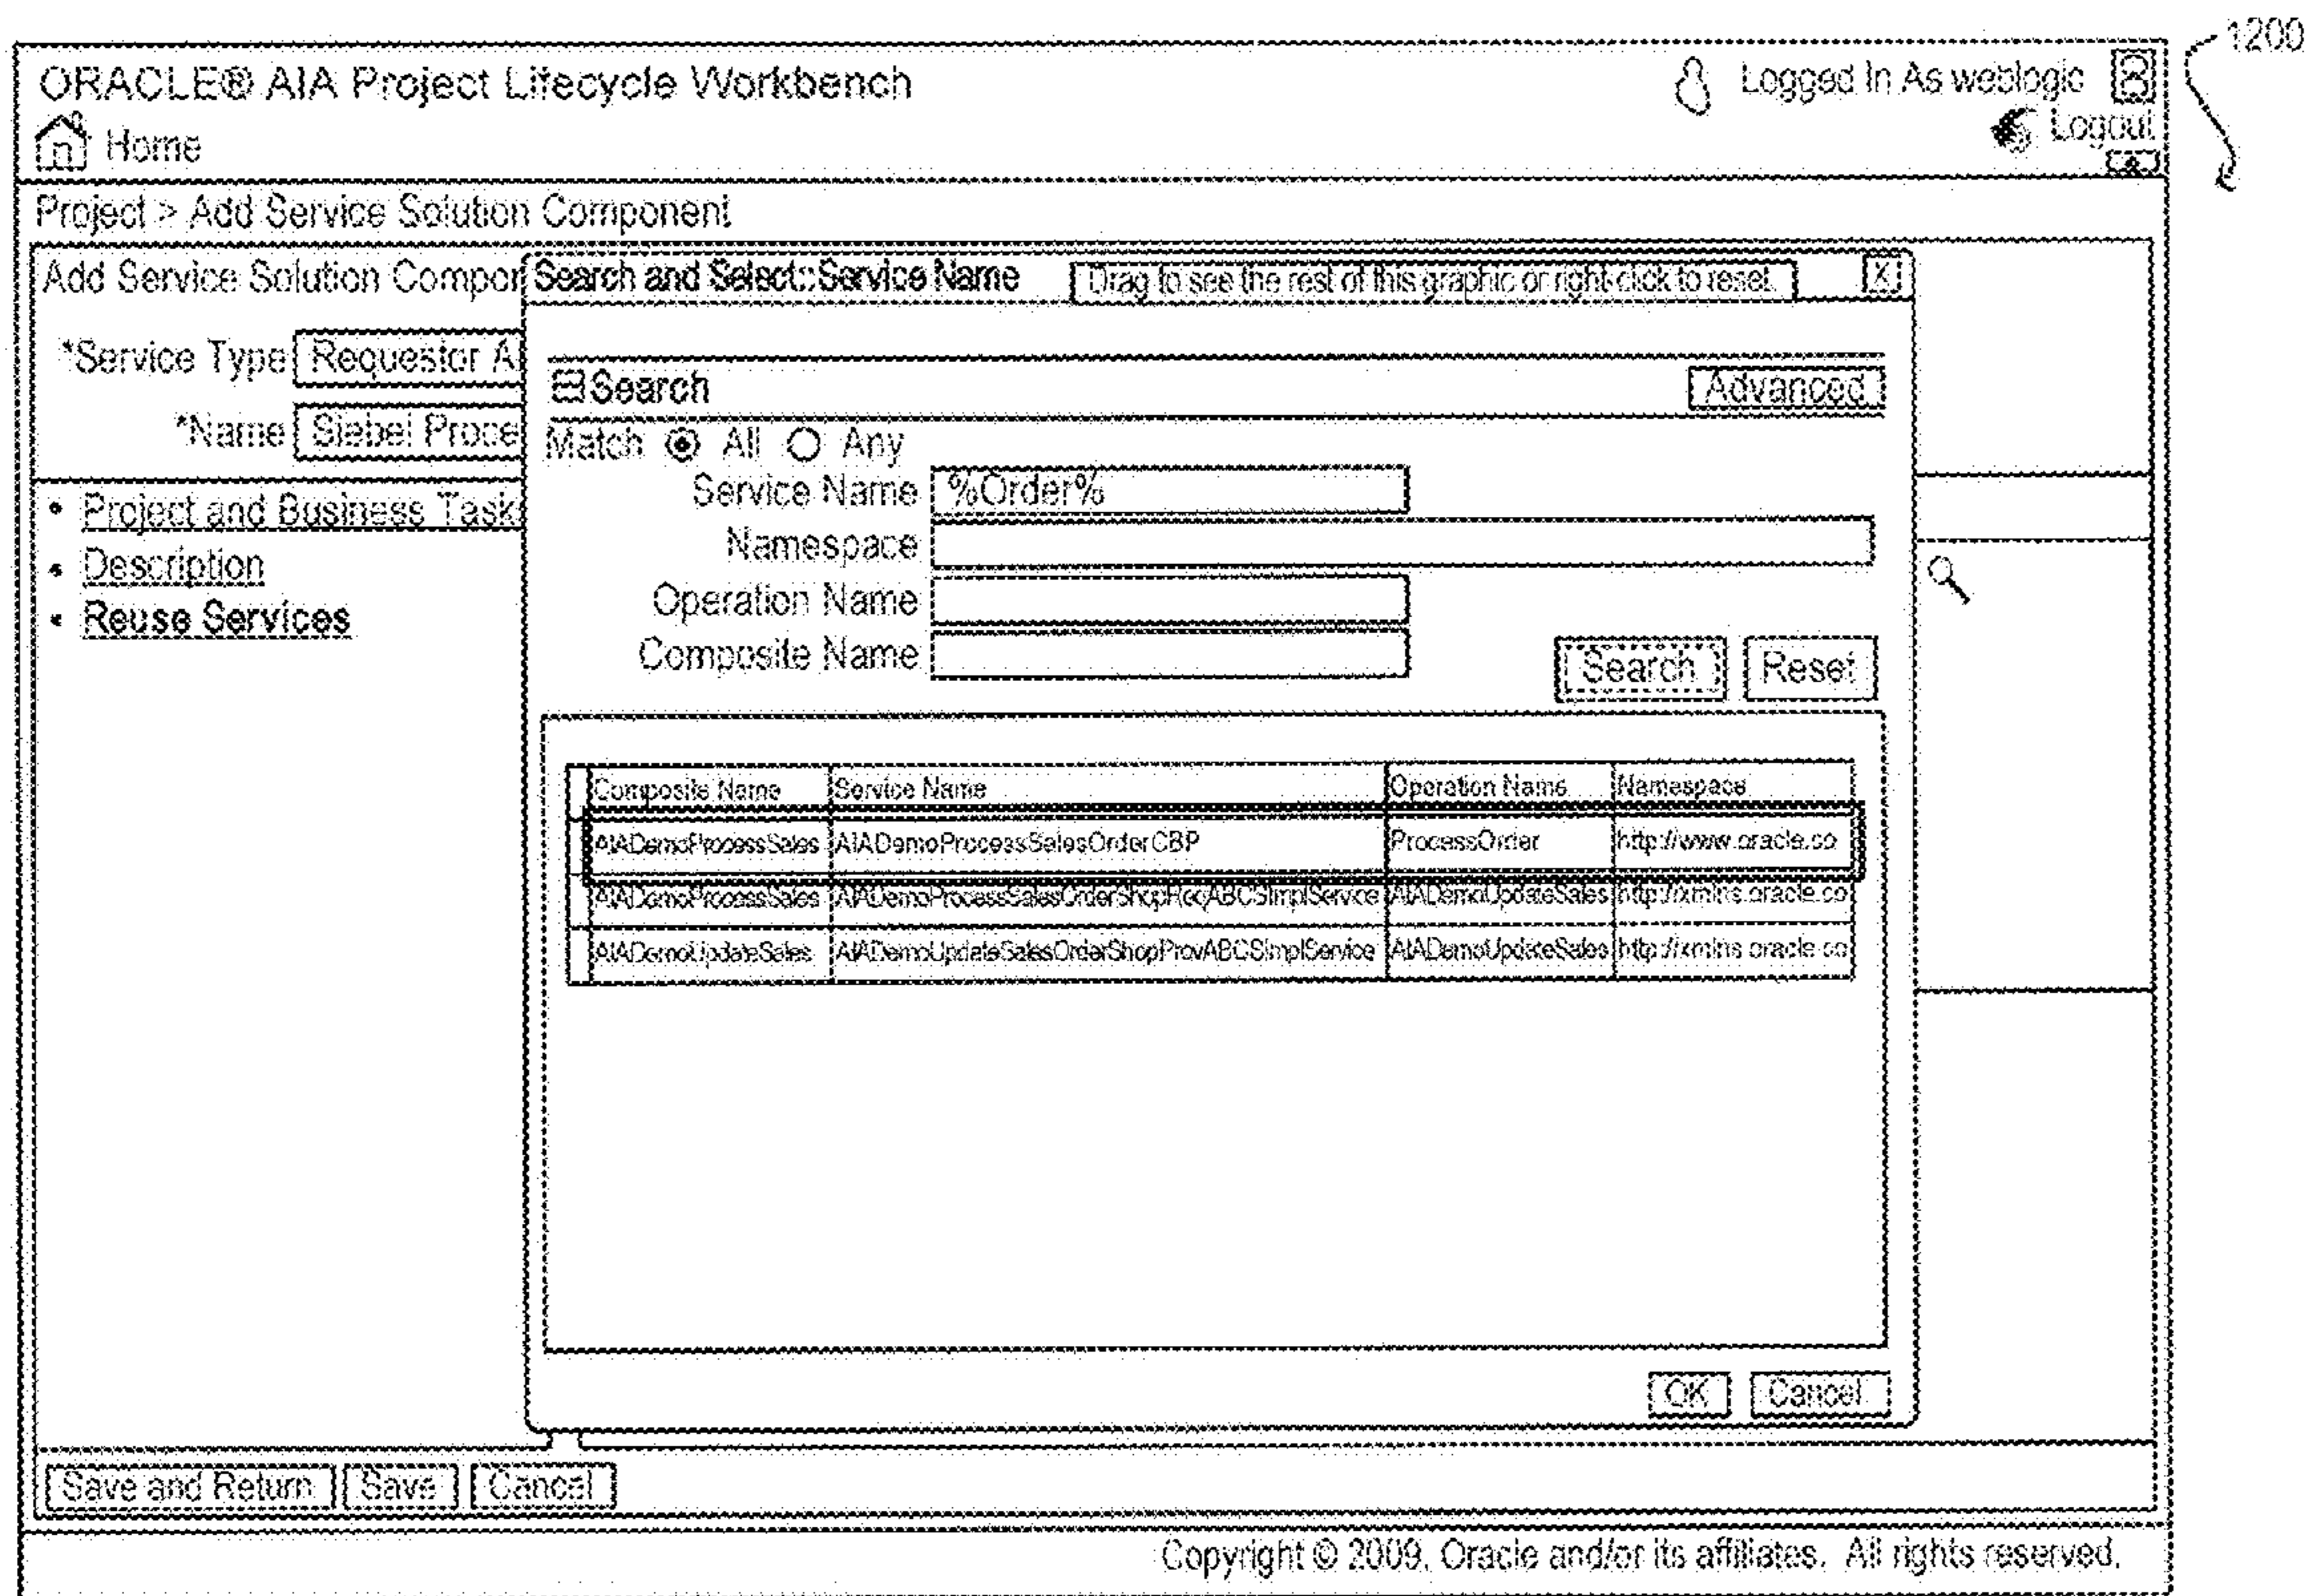 1200
ORACLE® AIA Project Lifecycle Workbench
Logged In As weblogic
Home
Logout
Project > Add Service Solution Component
Add Service Solution Compor
Search and Select::Service Name
Drag to see the rest of this graphic or right-click to reset.
X
*Service Type Requestor A
*Name Siebel Proce
Search
Advanced
Match All Any
Service Name %Order%
Namespace
Operation Name
Composite Name
Search Reset
• Project and Business Task
• Description
• Reuse Services
Composite Name Service Name Operation Name Namespace
AIADemoProcessSales AIADemoProcessSalesOrderCBP ProcessOrder http://www.oracle.co
AIADemoProcessSales AIADemoProcessSalesOrderShopReqABCSImplService AIADemoUpdateSales http://xmlns.oracle.co
AIADemoUpdateSales AIADemoUpdateSalesOrderShopProvABCSImplService AIADemoUpdateSales http://xmlns.oracle.co
OK Cancel
Save and Return Save Cancel
Copyright © 2009, Oracle and/or its affiliates. All rights reserved.